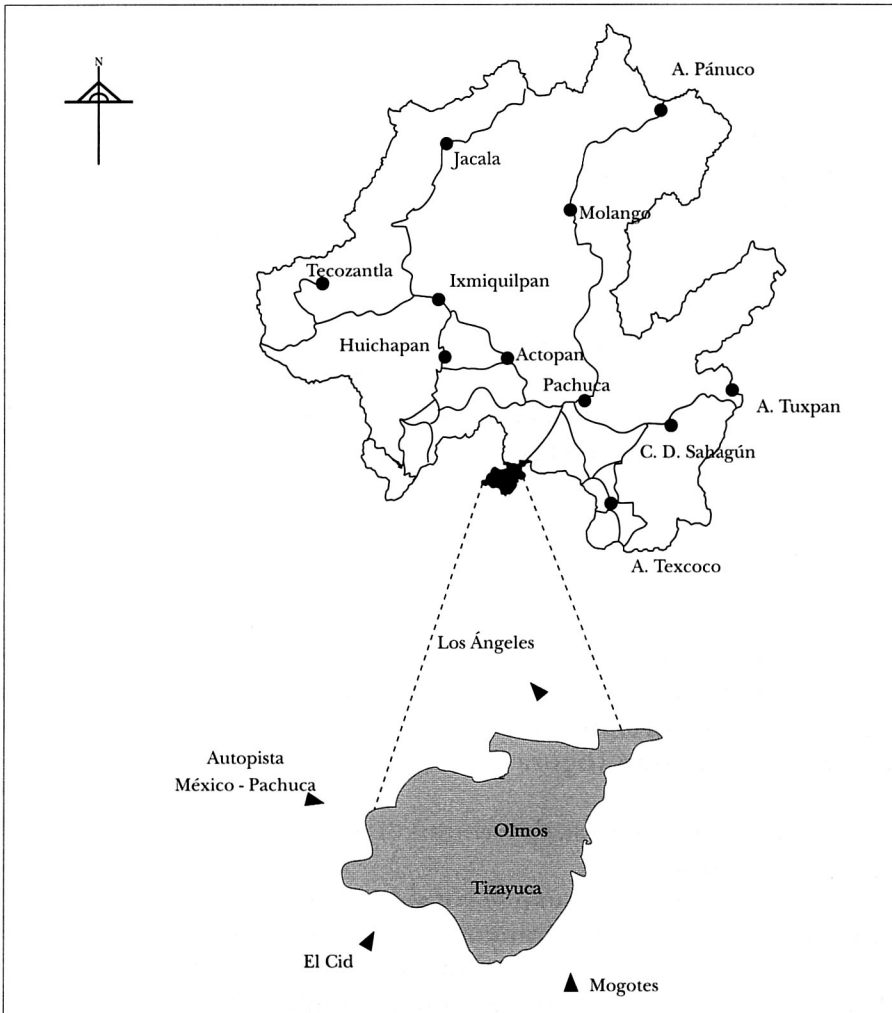 N
A. Pánuco
Jacala
Molango
Tecozantla
Ixmiquilpan
Huichapan
Actopan
Pachuca
A. Tuxpan
C. D. Sahagún
A. Texcoco
Los Ángeles
Autopista
México - Pachuca
Olmos
Tizayuca
El Cid
Mogotes